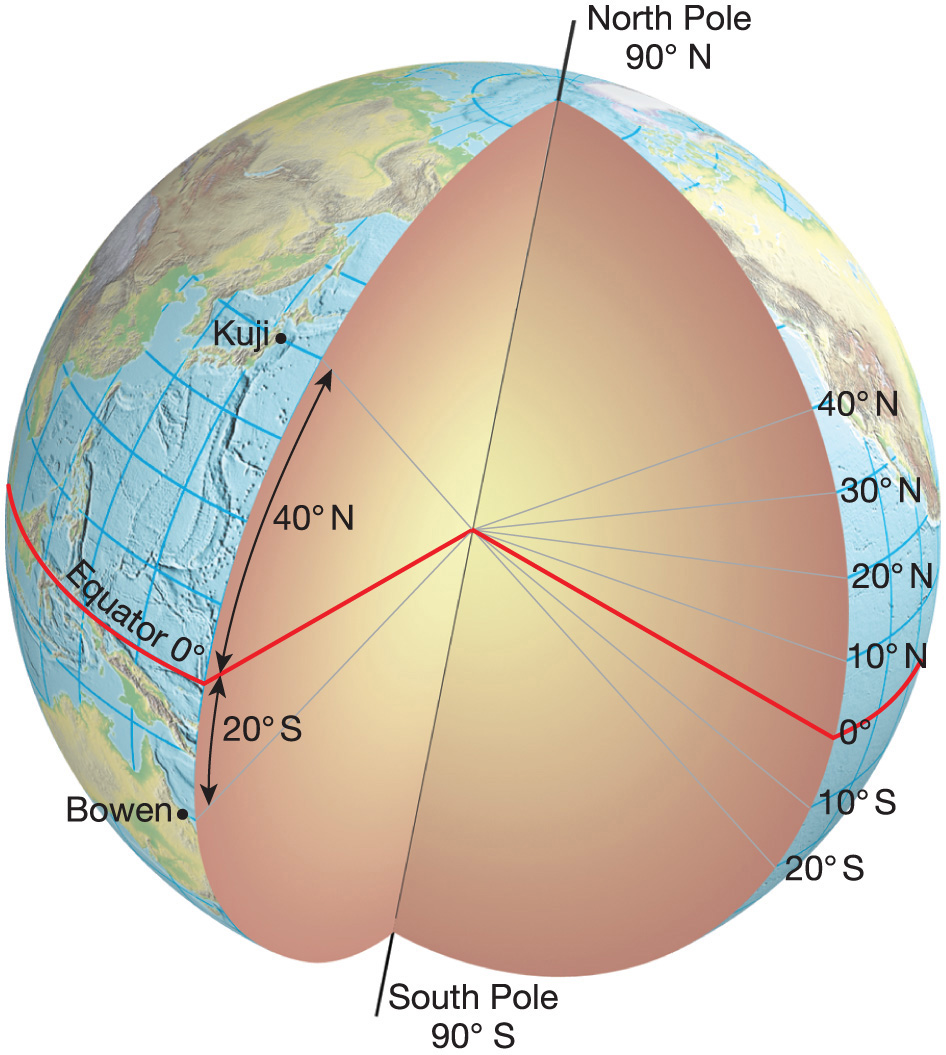 North Pole
90° N
Kuji
40° N
30° N
40° N
20° N
Equator 0°
10° N
20° S
0°
Bowen
10° S
20° S
South Pole
90° S